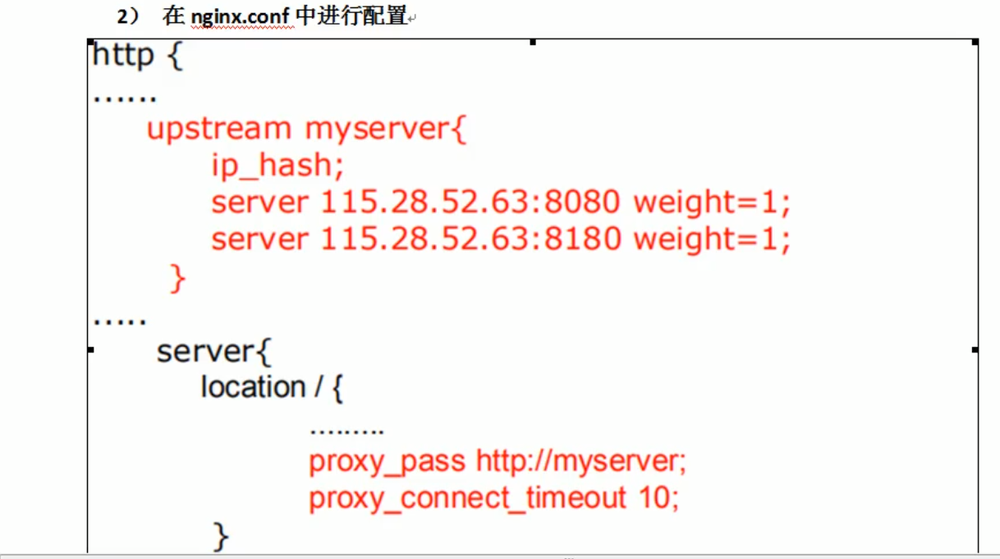 2） 在 nginx.conf 中进行配置
http {
......
upstream myserver{
ip_hash;
server 115.28.52.63:8080 weight=1;
server 115.28.52.63:8180 weight=1;
}
.....
server{
location / {
.........
proxy_pass http://myserver;
proxy_connect_timeout 10;
}